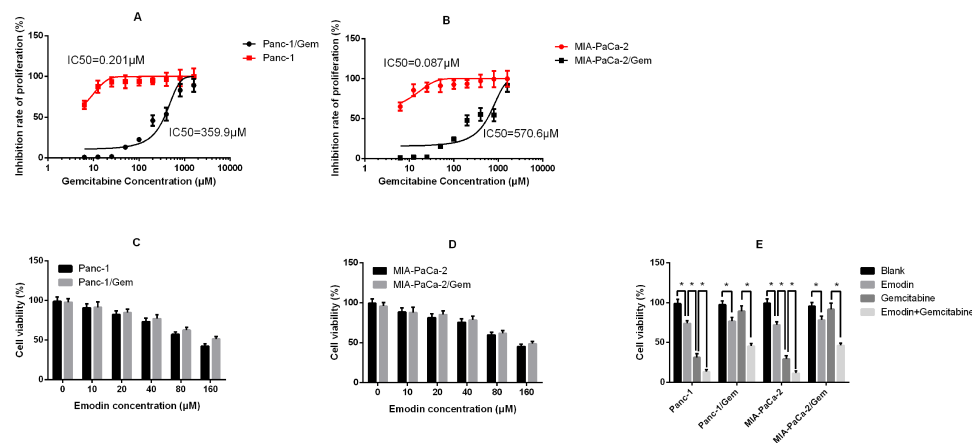 A
Inhibition rate of proliferation (%)
150
100
50
0
IC50=0.201µM
IC50=359.9µM
Panc-1/Gem
Panc-1
1 10 100 1000 10000
Gemcitabine Concentration (µM)
B
Inhibition rate of proliferation (%)
150
100
50
0
IC50=0.087µM
IC50=570.6µM
MIA-PaCa-2
MIA-PaCa-2/Gem
1 10 100 1000 10000
Gemcitabine Concentration (µM)
C
Cell viability (%)
150
100
50
0
Panc-1
Panc-1/Gem
0 10 20 40 80 160
Emodin concentration (µM)
D
Cell viability (%)
150
100
50
0
MIA-PaCa-2
MIA-PaCa-2/Gem
0 10 20 40 80 160
Emodin concentration (µM)
E
Cell viability (%)
150
100
50
0
* * * * * * * * * *
Blank
Emodin
Gemcitabine
Emodin+Gemcitabine
Panc-1
Panc-1/Gem
MIA-PaCa-2
MIA-PaCa-2/Gem